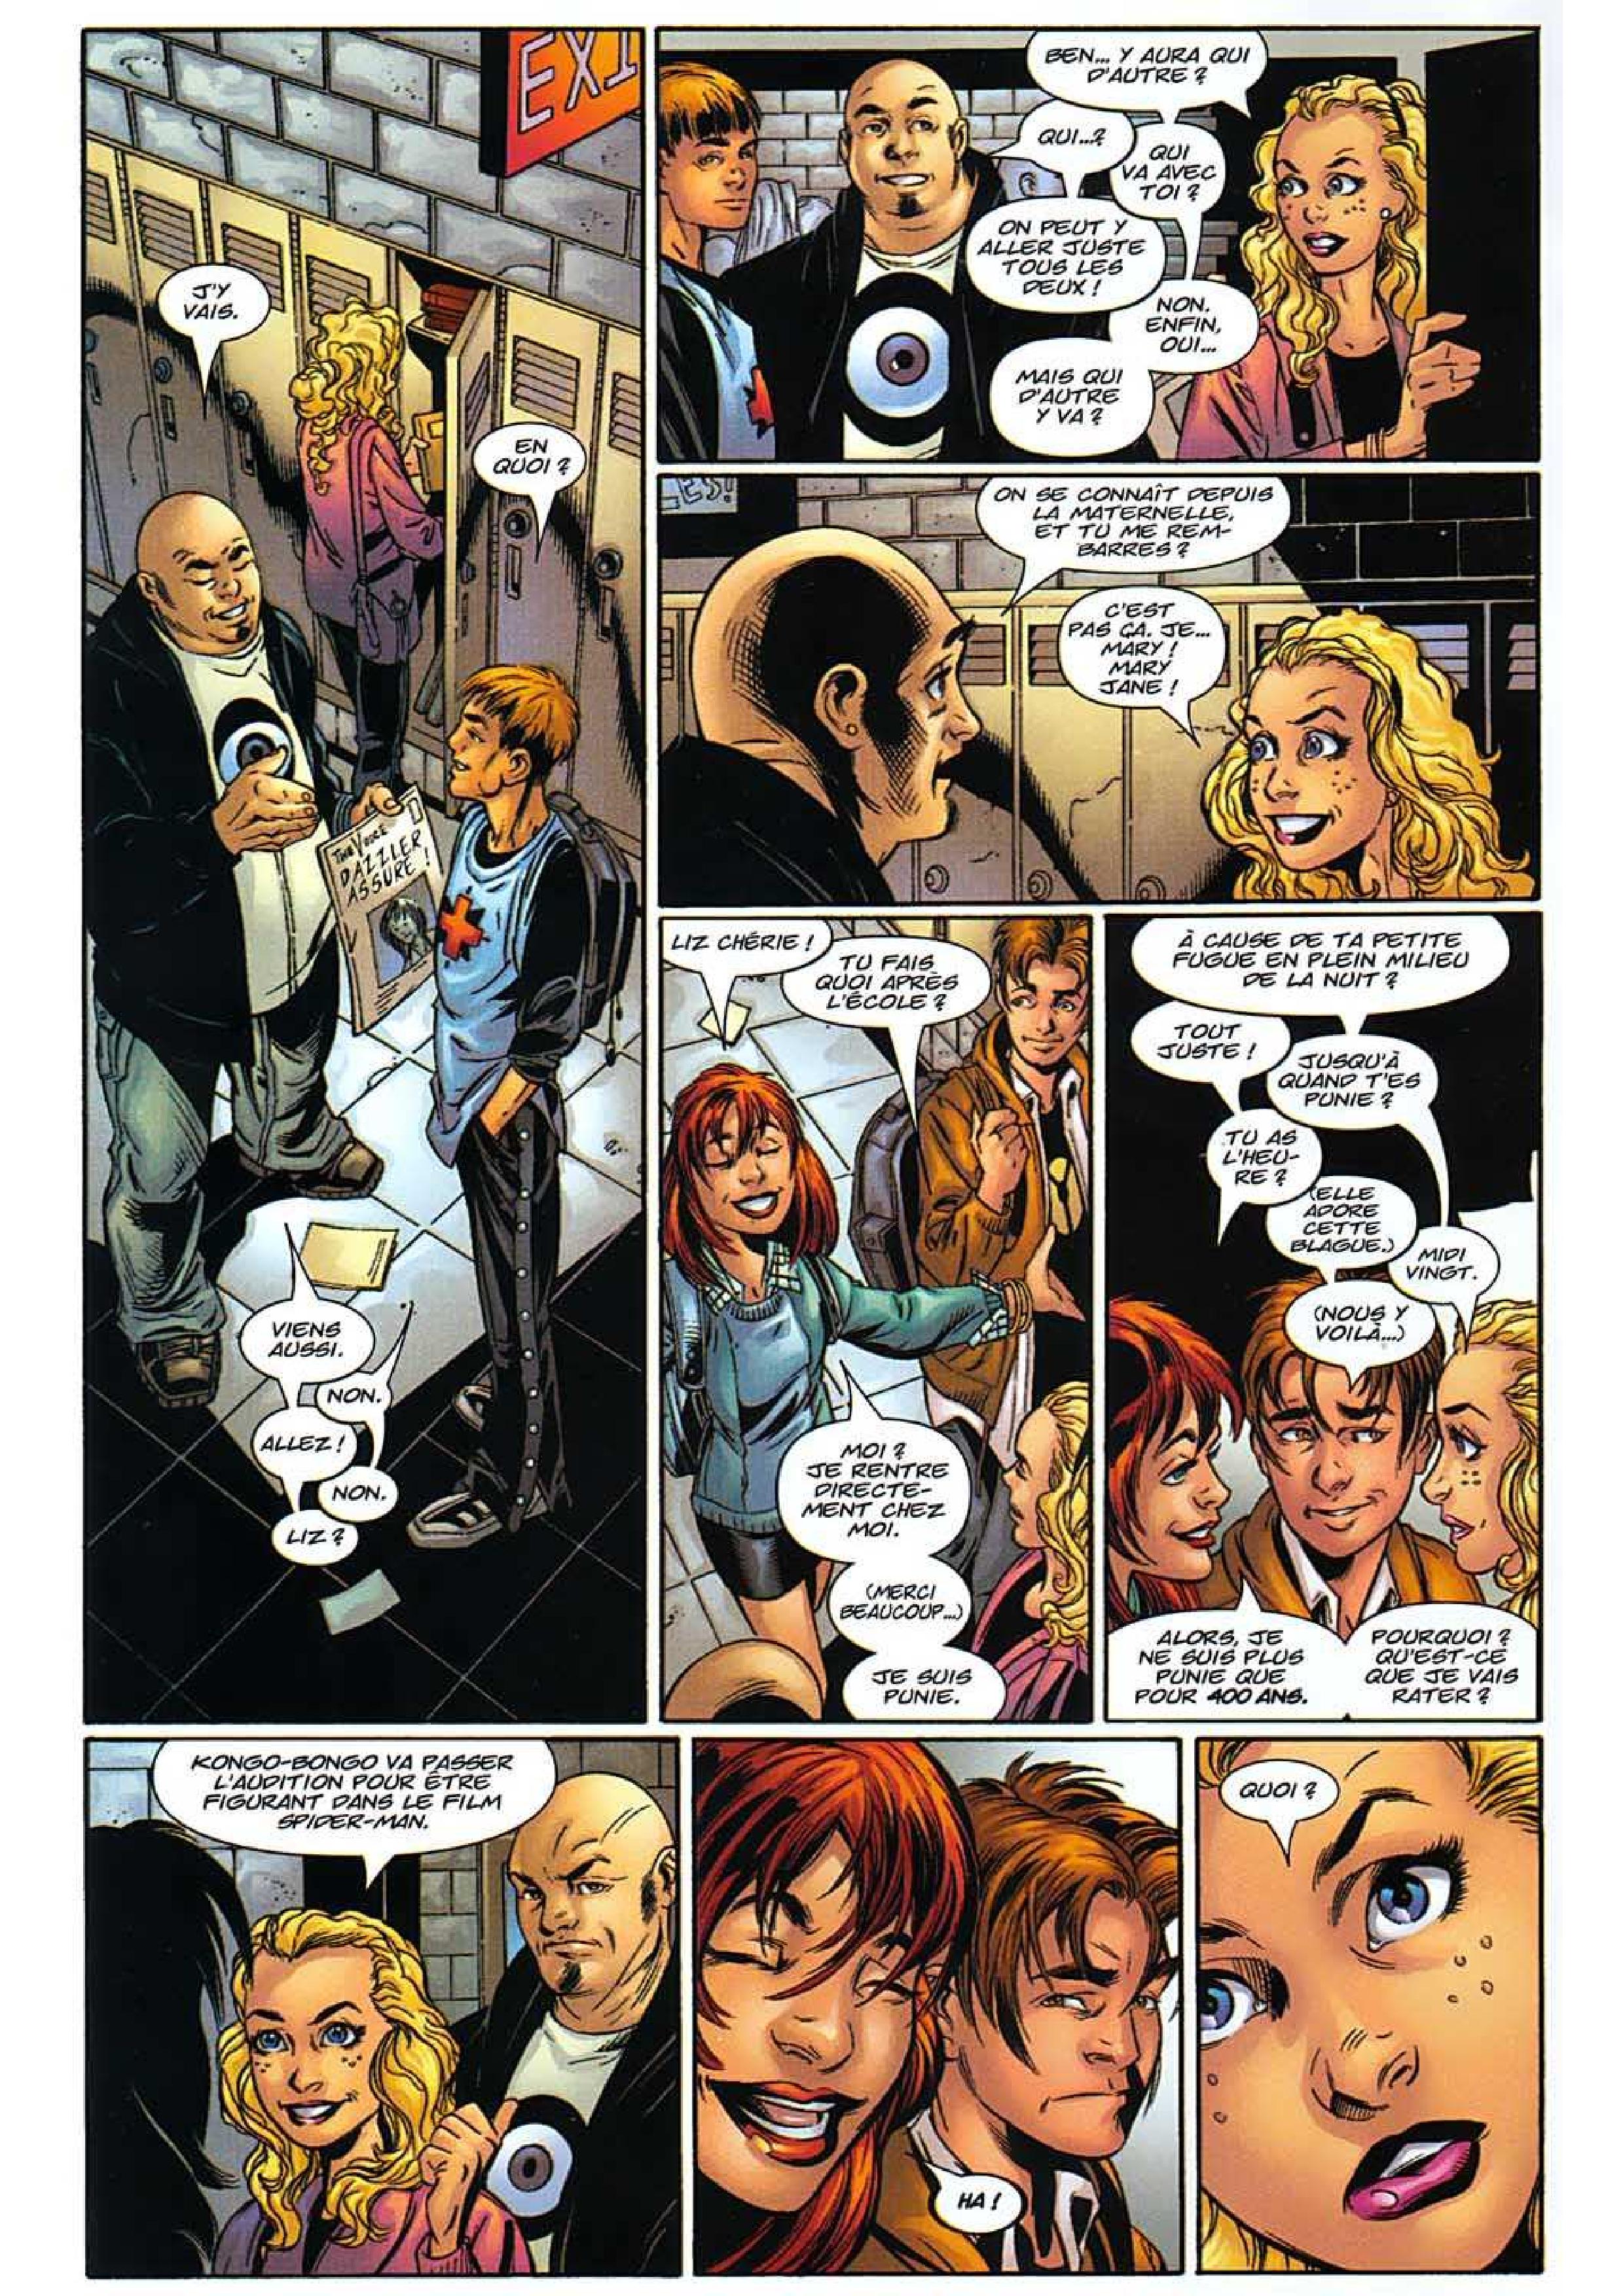 EXI
J'Y
VAIS.
EN
QUOI ?
THE VOICE
DAZZLER
ASSURE !
VIENS
AUSSI.
NON.
ALLEZ !
NON.
LIZ ?
BEN... Y AURA QUI
D'AUTRE ?
QUI...?
QUI
VA AVEC
TOI ?
ON PEUT Y
ALLER JUSTE
TOUS LES
DEUX !
NON.
ENFIN,
OUI...
MAIS QUI
D'AUTRE
Y VA ?
LES!
ON SE CONNAÎT DEPUIS
LA MATERNELLE,
ET TU ME REM-
BARRES ?
C'EST
PAS ÇA. JE...
MARY !
MARY
JANE !
LIZ CHÉRIE !
TU FAIS
QUOI APRÈS
L'ÉCOLE ?
MOI ?
JE RENTRE
DIRECTE-
MENT CHEZ
MOI.
(MERCI
BEAUCOUP...)
JE SUIS
PUNIE.
À CAUSE DE TA PETITE
FUGUE EN PLEIN MILIEU
DE LA NUIT ?
TOUT
JUSTE !
JUSQU'À
QUAND T'ES
PUNIE ?
TU AS
L'HEU-
RE ?
(ELLE
ADORE
CETTE
BLAGUE.)
MIDI
VINGT.
(NOUS Y
VOILÀ...)
ALORS, JE
NE SUIS PLUS
PUNIE QUE
POUR 400 ANS.
POURQUOI ?
QU'EST-CE
QUE JE VAIS
RATER ?
KONGO-BONGO VA PASSER
L'AUDITION POUR ÊTRE
FIGURANT DANS LE FILM
SPIDER-MAN.
HA !
QUOI ?